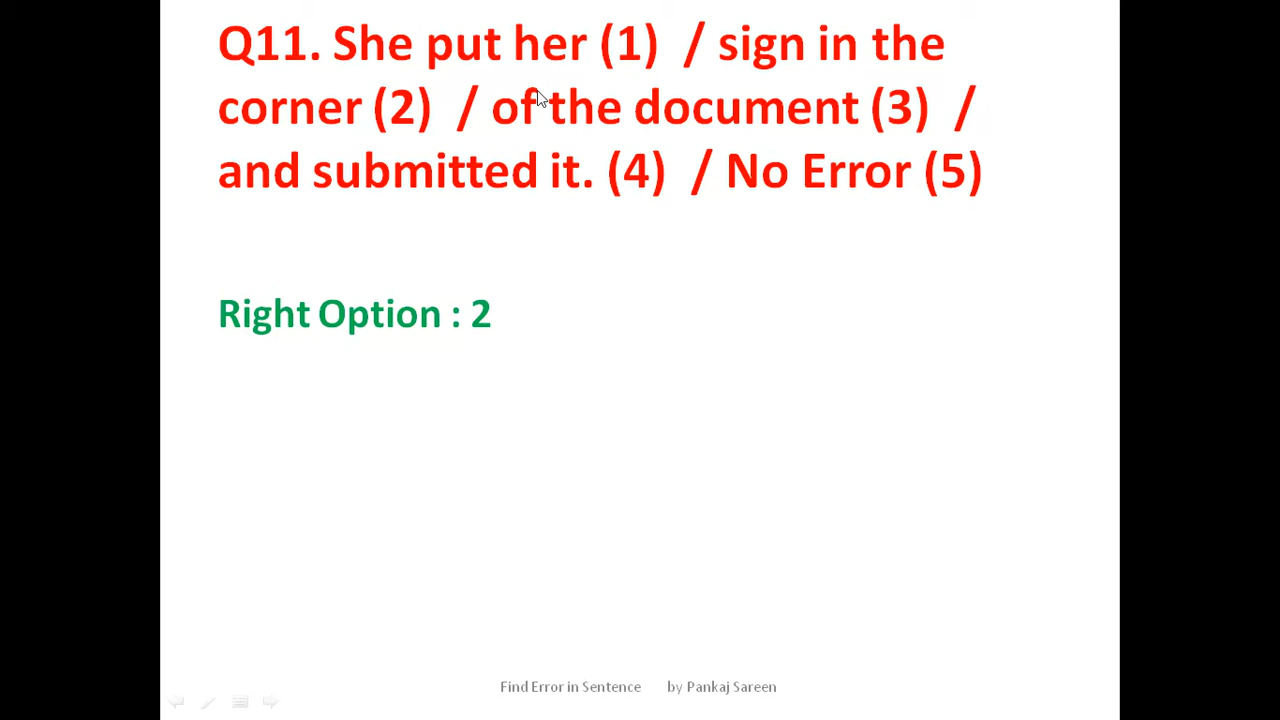 Q11. She put her (1) / sign in the
corner (2) / of the document (3) /
and submitted it. (4) / No Error (5)
Right Option : 2
Find Error in Sentence by Pankaj Sareen